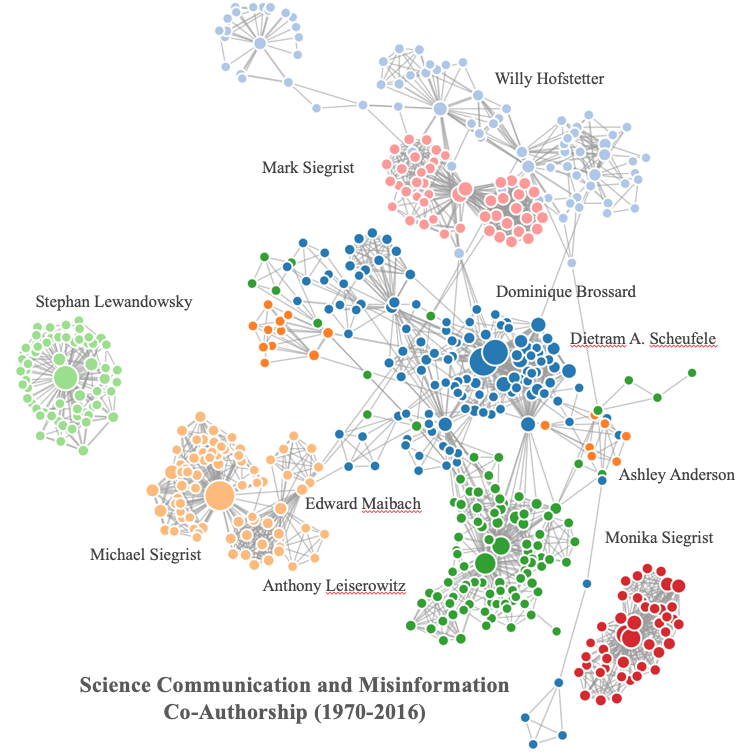 Willy Hofstetter
Mark Siegrist
Dominique Brossard
Stephan Lewandowsky
Dietram A. Scheufele
Ashley Anderson
Edward Maibach
Monika Siegrist
Michael Siegrist
Anthony Leiserowitz
Science Communication and Misinformation
Co-Authorship (1970-2016)